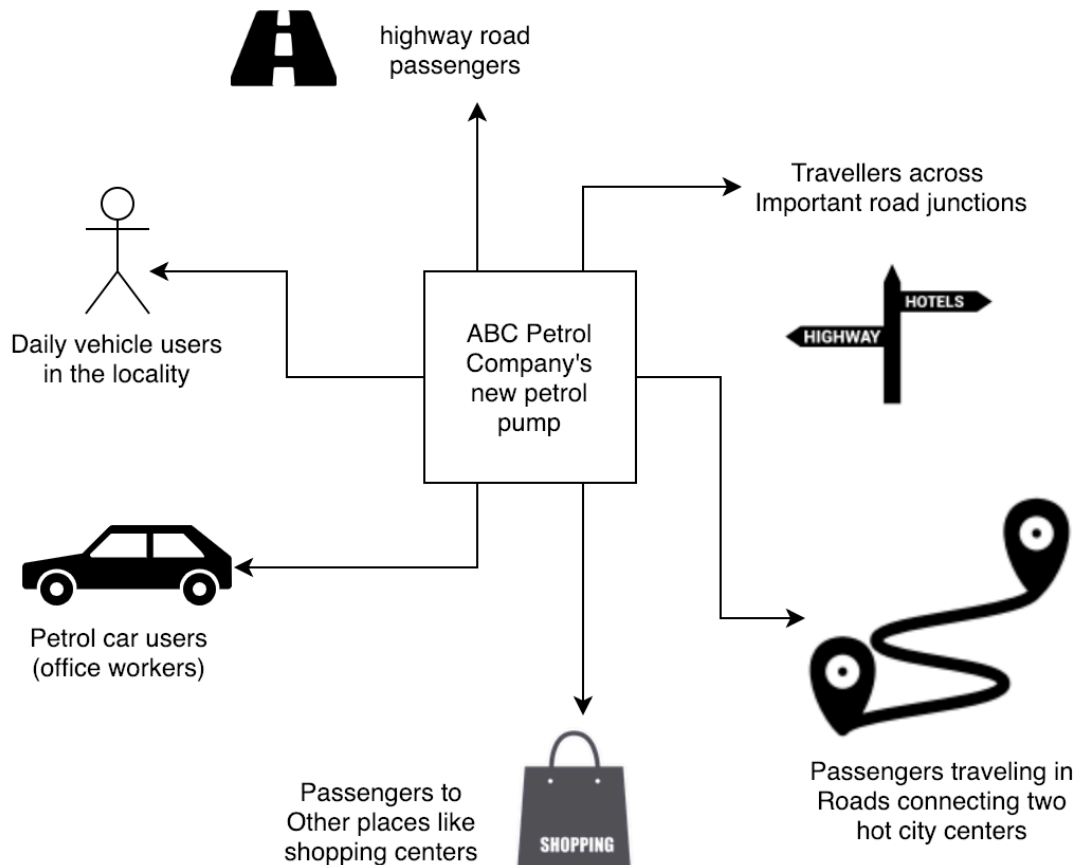 highway road
passengers
Travellers across
Important road junctions
HOTELS
HIGHWAY
Daily vehicle users
in the locality
ABC Petrol
Company's
new petrol
pump
Petrol car users
(office workers)
Passengers to
Other places like
shopping centers
SHOPPING
Passengers traveling in
Roads connecting two
hot city centers